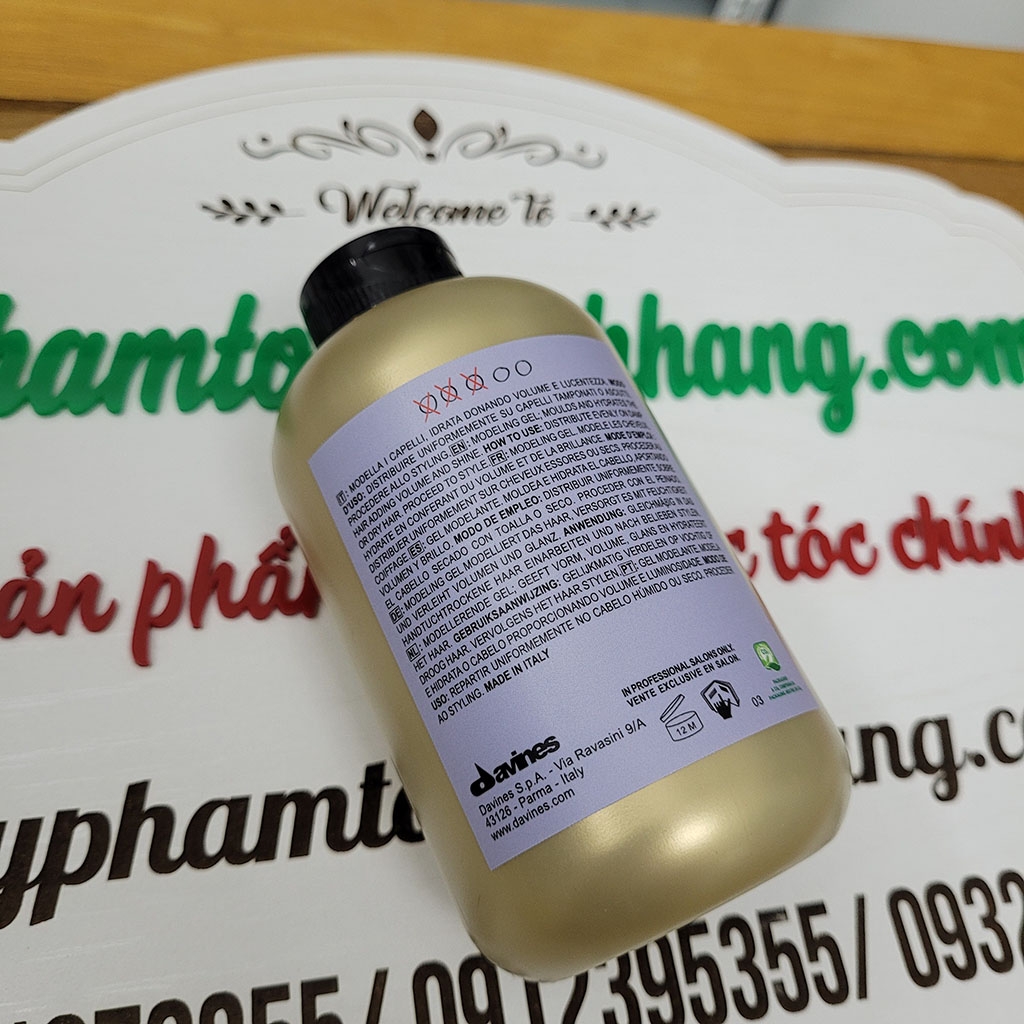 Welcome To
hamto hhang.com
IT: MODELLA I CAPELLI, IDRATA DONANDO VOLUME E LUCENTEZZA. MODO
D'USO: DISTRIBUIRE UNIFORMEMENTE SU CAPELLI TAMPONATI O ASCIUTTI,
PROCEDERE ALLO STYLING. EN: MODELING GEL; MOULDS AND HYDRATES THE
HAIR ADDING VOLUME AND SHINE. HOW TO USE: DISTRIBUTE EVENLY ON DAMP
OR DRY HAIR. PROCEED TO STYLE. FR: MODELING GEL. MODELE LES CHEVEUX,
HYDRATE EN CONFERANT DU VOLUME ET DE LA BRILLANCE. MODE D'EMPLOI:
DISTRIBUER UNIFORMEMENT SUR CHEVEUX ESSORES OU SECS. PROCEDER AU
COIFFAGE. ES: GEL MODELANTE. MOLDEA E HIDRATA EL CABELLO APORTANDO
VOLUMEN Y BRILLO. MODO DE EMPLEO: DISTRIBUIR UNIFORMEMENTE SOBRE
EL CABELLO SECADO CON TOALLA O SECO. PROCEDER CON EL PEINADO.
DE: MODELING GEL MODELLIERT DAS HAAR, VERSORGT ES MIT FEUCHTIGKEIT
UND VERLEIHT VOLUMEN UND GLANZ. ANWENDUNG: GLEICHMÄßIG IN DAS
HANDTUCHTROCKENE HAAR EINARBEITEN UND NACH BELIEBEN STYLEN.
NL: MODELLERENDE GEL; GEEFT VORM, VOLUME, GLANS EN HYDRATEERT
HET HAAR. GEBRUIKSAANWIJZING: GELIJKMATIG VERDELEN OP VOCHTIG OF
DROOG HAAR. VERVOLGENS HET HAAR STYLEN. PT: GEL MODELANTE. MODELA
E HIDRATA O CABELO PROPORCIONANDO VOLUME E LUMINOSIDADE. MODO DE
USO: REPARTIR UNIFORMEMENTE NO CABELO HÚMIDO OU SECO. PROCEDER
AO STYLING. MADE IN ITALY
IN PROFESSIONAL SALONS ONLY.
VENTE EXCLUSIVE EN SALON.
12 M
03
davines
Davines S.p.A. - Via Ravasini 9/A
43126 - Parma - Italy
www.davines.com
ản phẩ c tóc chính
yphamto ang.c
355/ 0912395355/ 0932